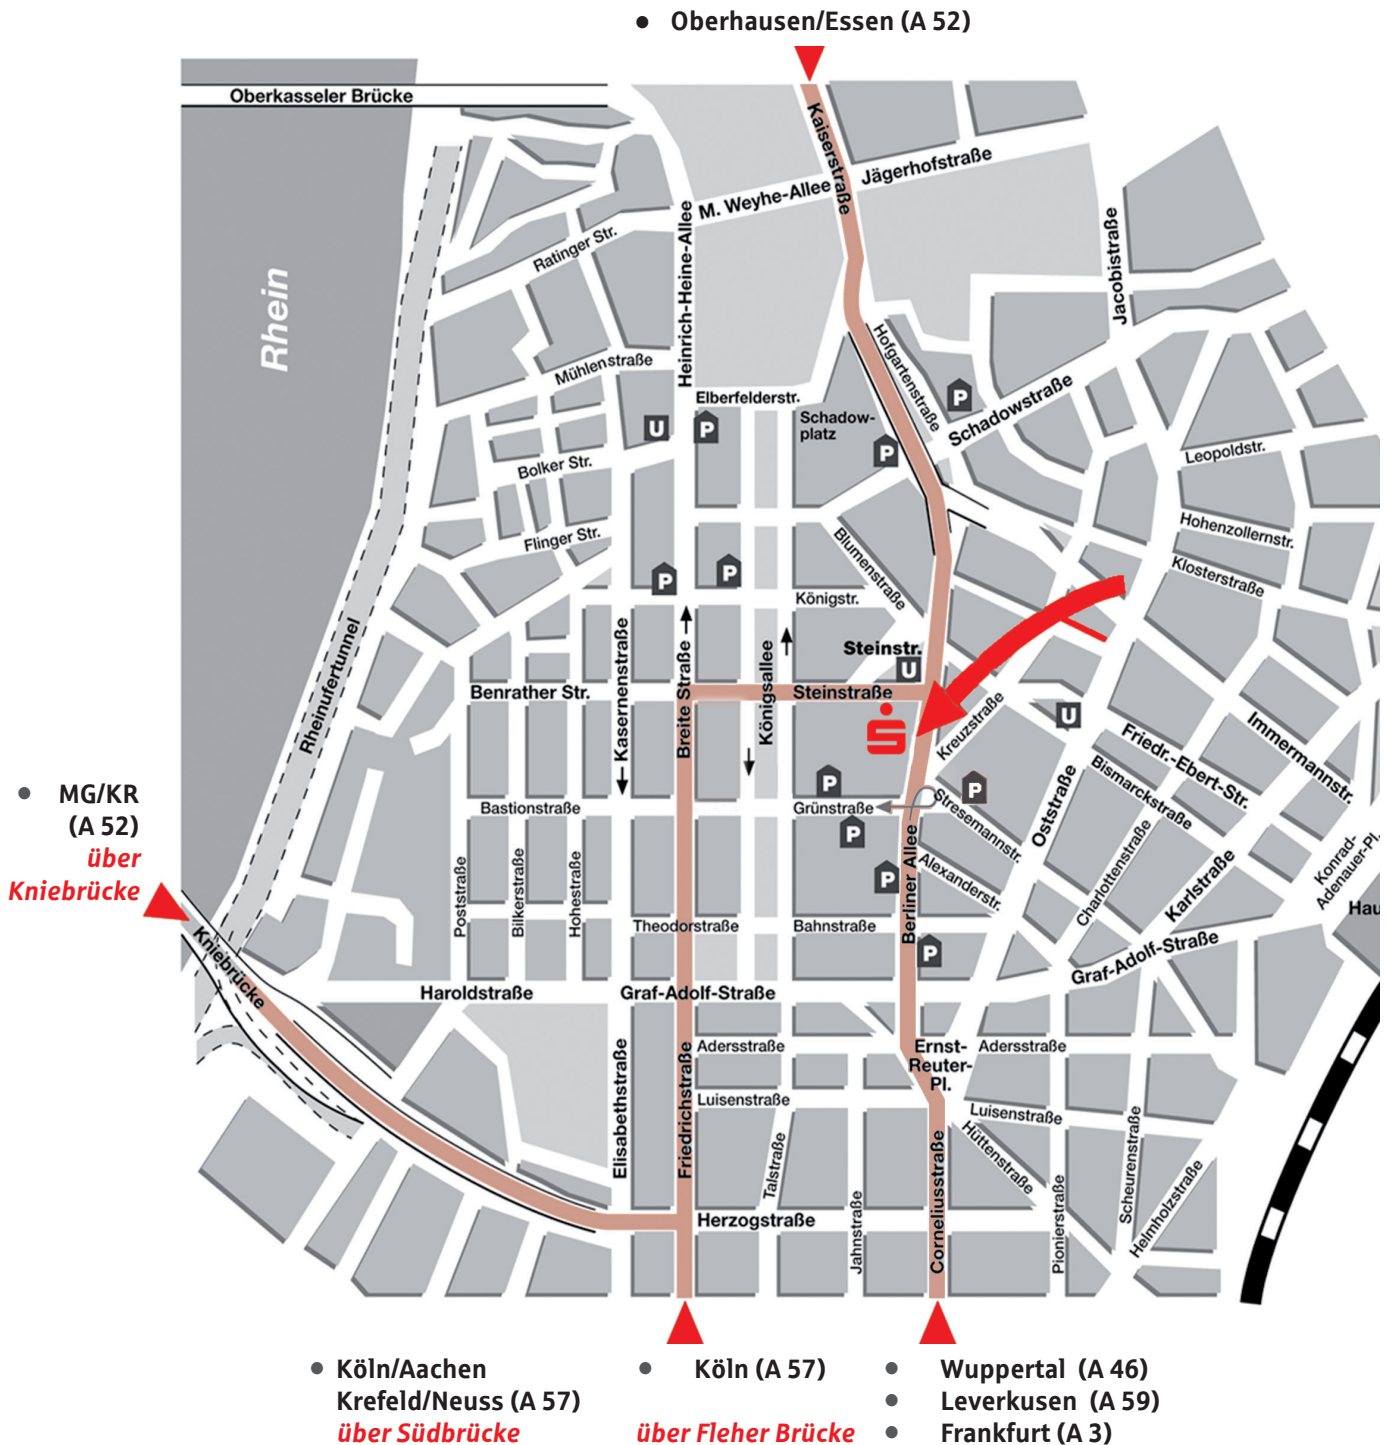 Oberhausen/Essen (A 52)
Oberkasseler Brücke
Kaiserstraße
Jägerhofstraße
M. Weyhe-Allee
Heinrich-Heine-Allee
Jacobistraße
Ratinger Str.
Rhein
Hofgartenstraße
Mühlenstraße
Elberfelderstr.
Schadowstraße
Schadow-
platz
P
U
P
P
Leopoldstr.
Bolker Str.
Hohenzollernstr.
Flinger Str.
Blumenstraße
Klosterstraße
P
P
Königstr.
Rheinufertunnel
Kasernenstraße
Breite Straße
Königsallee
Steinstr.
U
Benrather Str.
Steinstraße
Kreuzstraße
U
Immermannstr.
Friedr.-Ebert-Str.
Bismarckstraße
Oststraße
MG/KR
(A 52)
über
Kniebrücke
P
P
Bastionstraße
Grünstraße
Stresemannstr.
P
Berliner Allee
Alexanderstr.
Charlottenstraße
Karlstraße
Konrad-
Adenauer-Pl.
Hau
Poststraße
Bilkerstraße
Hohestraße
P
Theodorstraße
Bahnstraße
P
Kniebrücke
Graf-Adolf-Straße
Haroldstraße
Graf-Adolf-Straße
Elisabethstraße
Friedrichstraße
Adersstraße
Ernst-
Reuter-
Pl.
Adersstraße
Luisenstraße
Luisenstraße
Hüttenstraße
Talstraße
Jahnstraße
Corneliusstraße
Pionierstraße
Scheurenstraße
Helmholzstraße
Herzogstraße
Köln/Aachen
Krefeld/Neuss (A 57)
über Südbrücke
Köln (A 57)
über Fleher Brücke
Wuppertal (A 46)
Leverkusen (A 59)
Frankfurt (A 3)